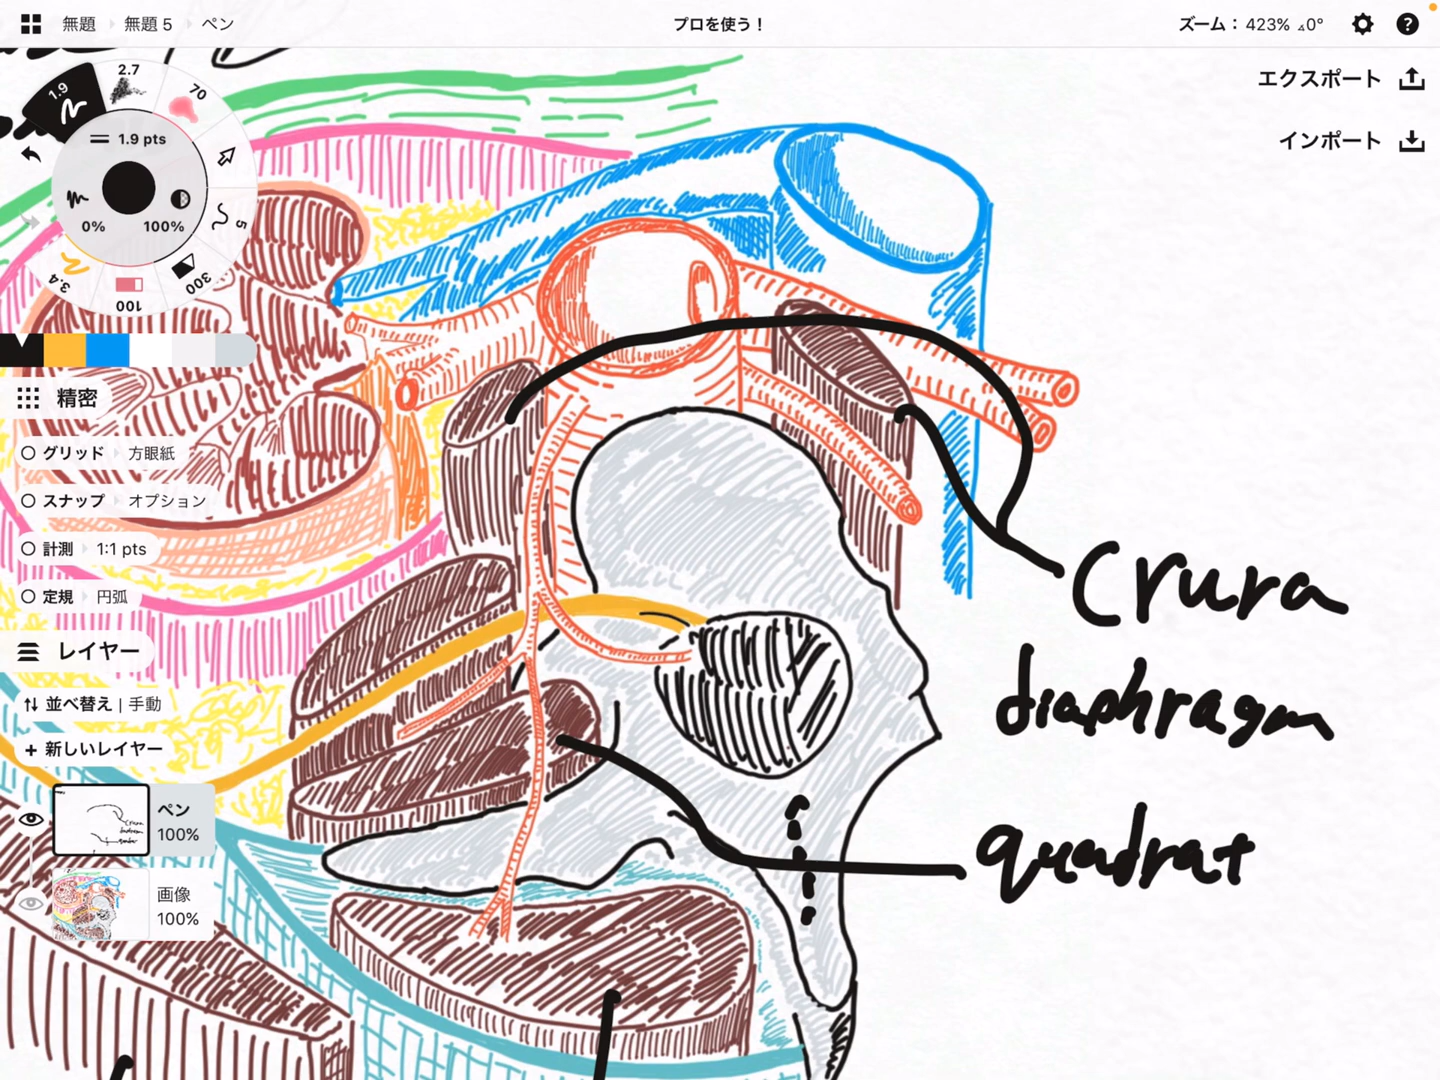 無題 無題 5 ペン
プロを使う!
ズーム: 423% ⊿0°
エクスポート
インポート
1.9
2.7
70
1.9 pts
5
0% 100%
3.4
100
300
精密
グリッド 方眼紙
スナップ オプション
計測 1:1 pts
定規 円弧
レイヤー
並べ替え | 手動
+ 新しいレイヤー
ペン
100%
画像
100%
Crura
diaphragm
quadrat